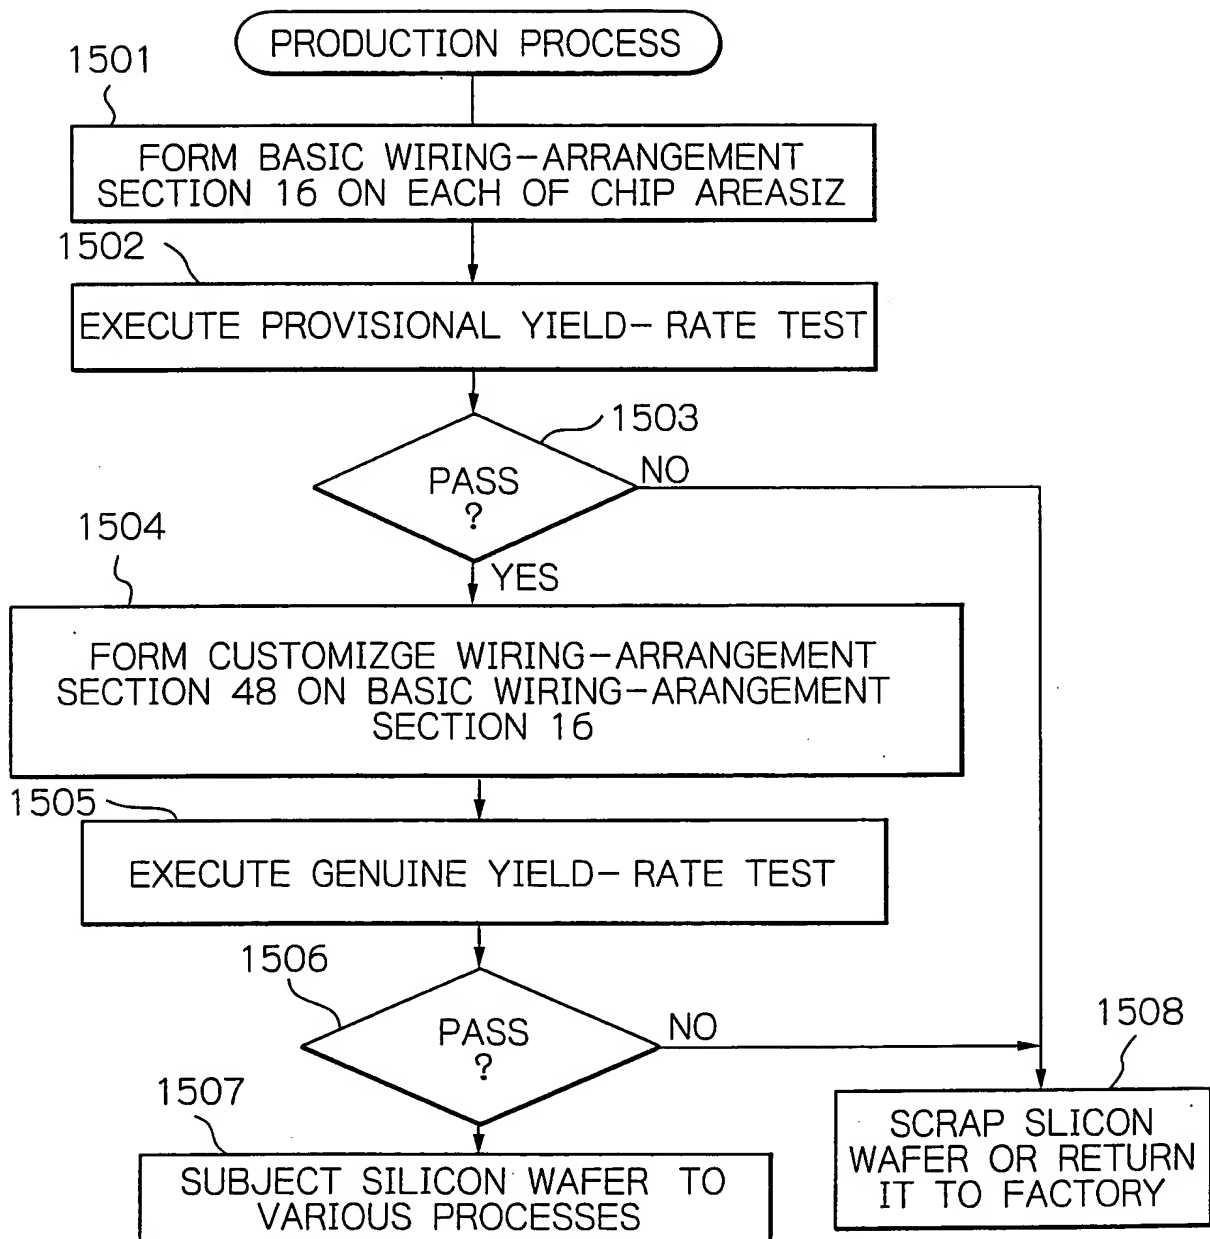 PRODUCTION PROCESS
1501
FORM BASIC WIRING-ARRANGEMENT
SECTION 16 ON EACH OF CHIP AREASIZ
1502
EXECUTE PROVISIONAL YIELD-RATE TEST
1503
PASS
?
NO
1504
YES
FORM CUSTOMIZGE WIRING-ARRANGEMENT
SECTION 48 ON BASIC WIRING-ARANGEMENT
SECTION 16
1505
EXECUTE GENUINE YIELD-RATE TEST
1506
PASS
?
NO
1508
1507
SCRAP SLICON
WAFER OR RETURN
IT TO FACTORY
SUBJECT SILICON WAFER TO
VARIOUS PROCESSES